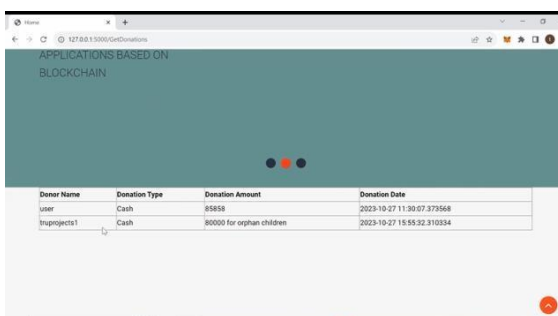 Home
127.0.0.1:5000/GetDonations
APPLICATIONS BASED ON
BLOCKCHAIN
Donor Name Donation Type Donation Amount Donation Date
user Cash 85858 2023-10-27 11:30:07.373568
truprojects1 Cash 80000 for orphan children 2023-10-27 15:55:32.310334